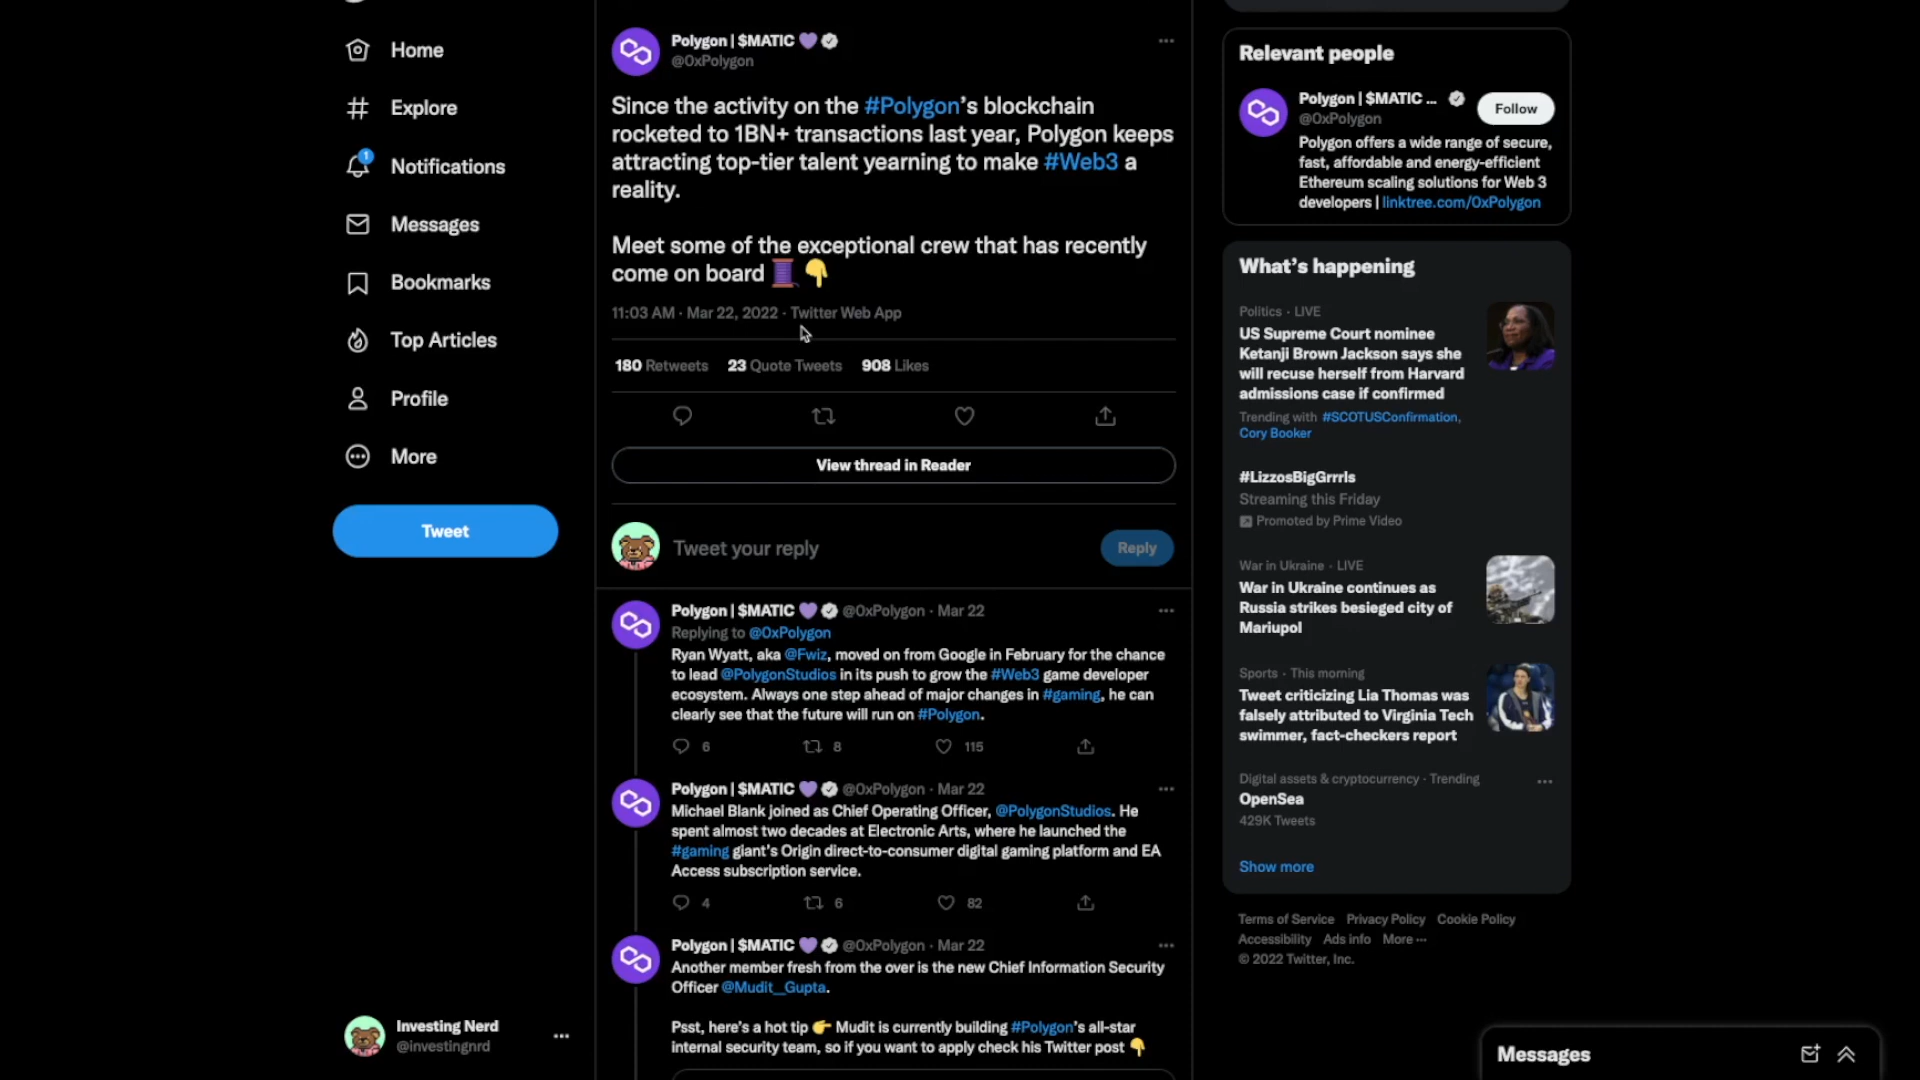 Home
Explore
1
Notifications
Messages
Bookmarks
Top Articles
Profile
More
Tweet
Investing Nerd
@investingnrd
Polygon | $MATIC 💜
@0xPolygon
Since the activity on the #Polygon's blockchain
rocketed to 1BN+ transactions last year, Polygon keeps
attracting top-tier talent yearning to make #Web3 a
reality.
Meet some of the exceptional crew that has recently
come on board 🧵👇
11:03 AM · Mar 22, 2022 · Twitter Web App
180 Retweets 23 Quote Tweets 908 Likes
View thread in Reader
Tweet your reply
Reply
Polygon | $MATIC 💜 @0xPolygon · Mar 22
Replying to @0xPolygon
Ryan Wyatt, aka @Fwiz, moved on from Google in February for the chance
to lead @PolygonStudios in its push to grow the #Web3 game developer
ecosystem. Always one step ahead of major changes in #gaming, he can
clearly see that the future will run on #Polygon.
6 8 115
Polygon | $MATIC 💜 @0xPolygon · Mar 22
Michael Blank joined as Chief Operating Officer, @PolygonStudios. He
spent almost two decades at Electronic Arts, where he launched the
#gaming giant's Origin direct-to-consumer digital gaming platform and EA
Access subscription service.
4 6 82
Polygon | $MATIC 💜 @0xPolygon · Mar 22
Another member fresh from the over is the new Chief Information Security
Officer @Mudit__Gupta.
Psst, here's a hot tip 👉 Mudit is currently building #Polygon's all-star
internal security team, so if you want to apply check his Twitter post 👇
Relevant people
Polygon | $MATIC ...
@0xPolygon
Follow
Polygon offers a wide range of secure,
fast, affordable and energy-efficient
Ethereum scaling solutions for Web 3
developers | linktree.com/0xPolygon
What's happening
Politics · LIVE
US Supreme Court nominee
Ketanji Brown Jackson says she
will recuse herself from Harvard
admissions case if confirmed
Trending with #SCOTUSConfirmation,
Cory Booker
#LizzosBigGrrrls
Streaming this Friday
Promoted by Prime Video
War in Ukraine · LIVE
War in Ukraine continues as
Russia strikes besieged city of
Mariupol
Sports · This morning
Tweet criticizing Lia Thomas was
falsely attributed to Virginia Tech
swimmer, fact-checkers report
Digital assets & cryptocurrency · Trending
OpenSea
429K Tweets
Show more
Terms of Service Privacy Policy Cookie Policy
Accessibility Ads info More ...
© 2022 Twitter, Inc.
Messages